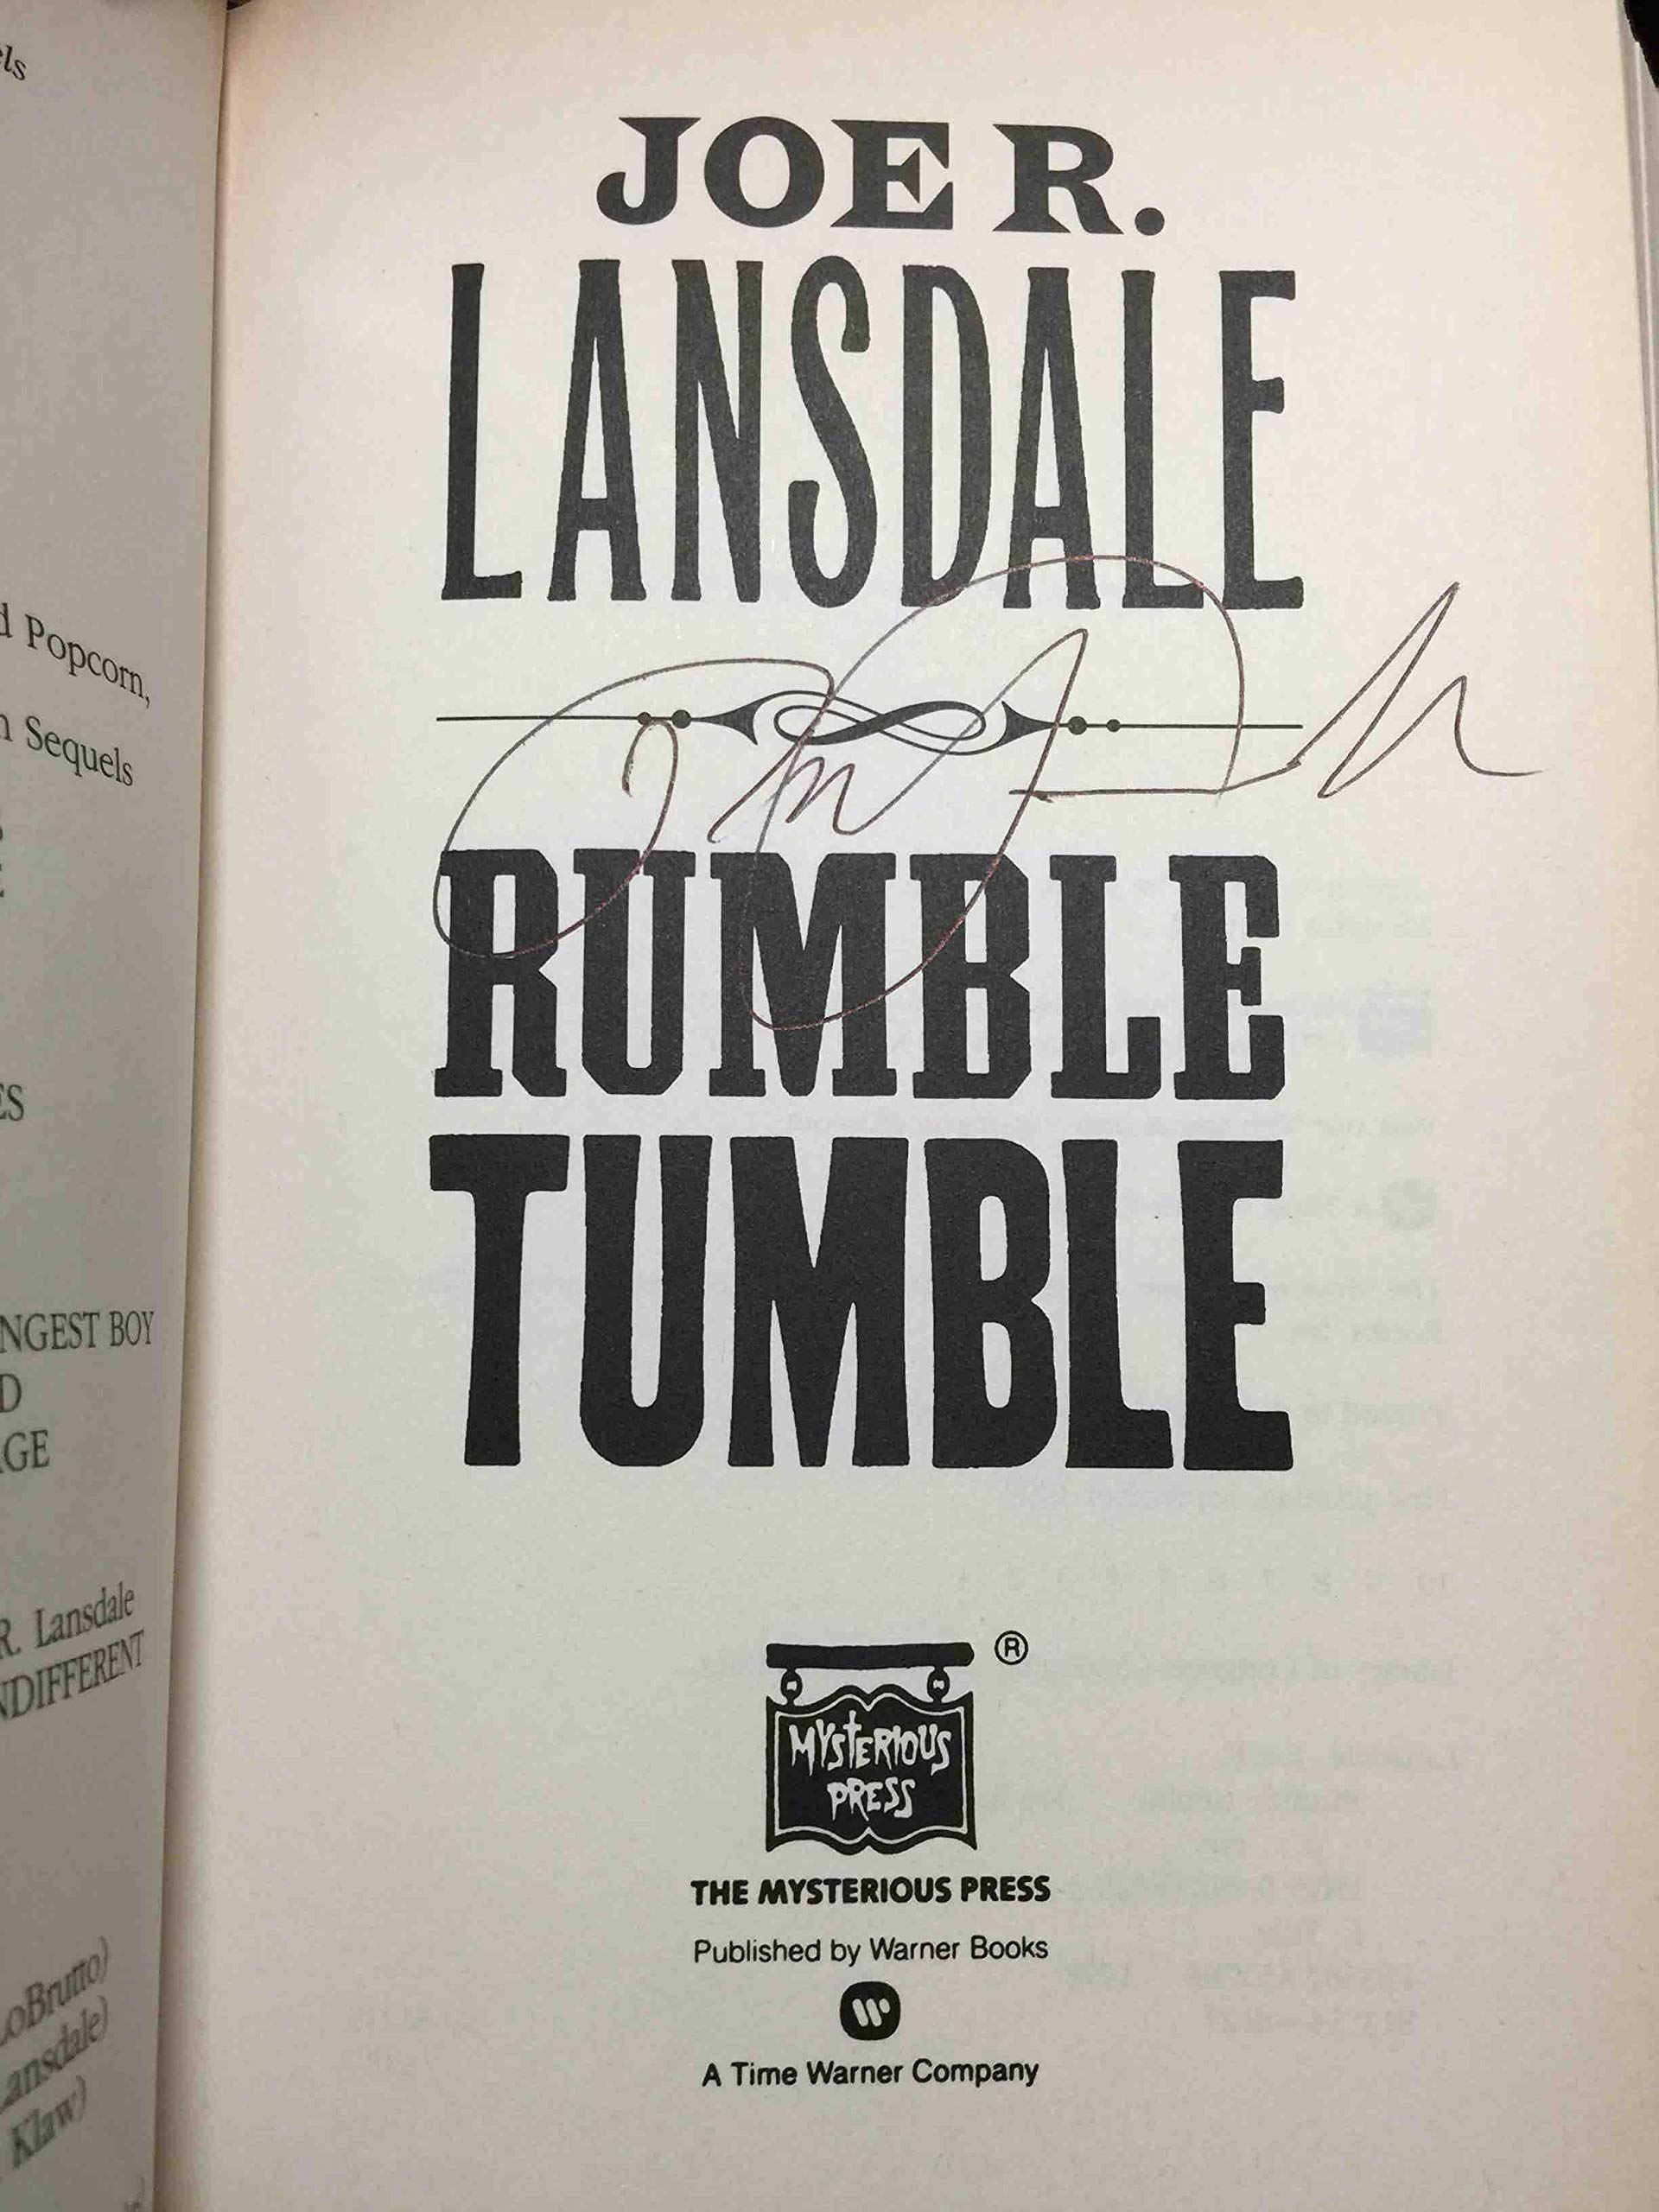 els
d Popcorn,
n Sequels
ES
NGEST BOY
D
GE
R. Lansdale
NDIFFERENT
LoBrutto)
Lansdale)
Klaw)
JOE R.
LANSDALE
RUMBLE
TUMBLE
®
MYSTERIOUS
PRESS
THE MYSTERIOUS PRESS
Published by Warner Books
A Time Warner Company